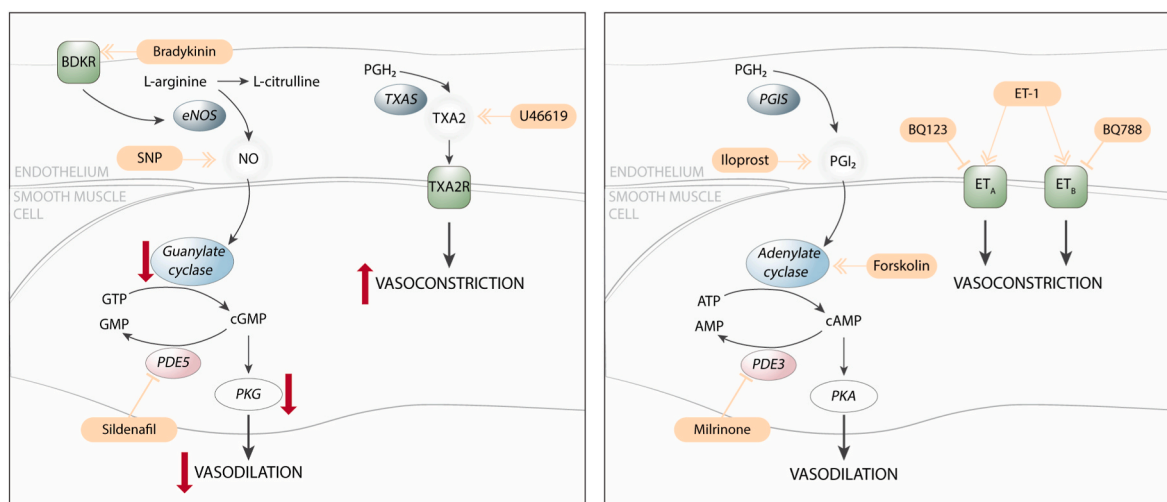 BDKR
Bradykinin
L-arginine
L-citrulline
eNOS
SNP
NO
PGH₂
TXAS
TXA2
U46619
TXA2R
ENDOTHELIUM
SMOOTH MUSCLE
CELL
Guanylate
cyclase
VASOCONSTRICTION
GTP
GMP
cGMP
PDE5
PKG
Sildenafil
VASODILATION
PGH₂
PGIS
ET-1
BQ123
BQ788
Iloprost
PGI₂
ENDOTHELIUM
SMOOTH MUSCLE
CELL
ET_A
ET_B
Adenylate
cyclase
Forskolin
VASOCONSTRICTION
ATP
AMP
cAMP
PDE3
PKA
Milrinone
VASODILATION